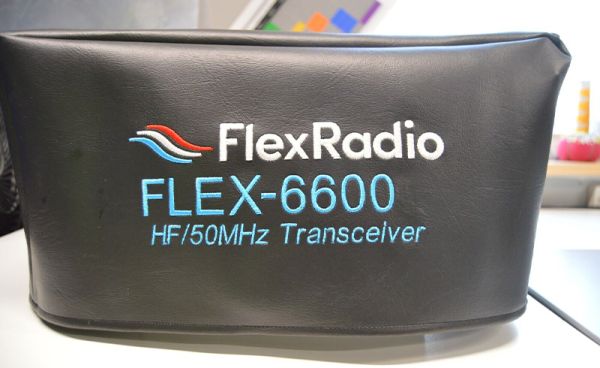 FlexRadio
FLEX-6600
HF/50MHz Transceiver